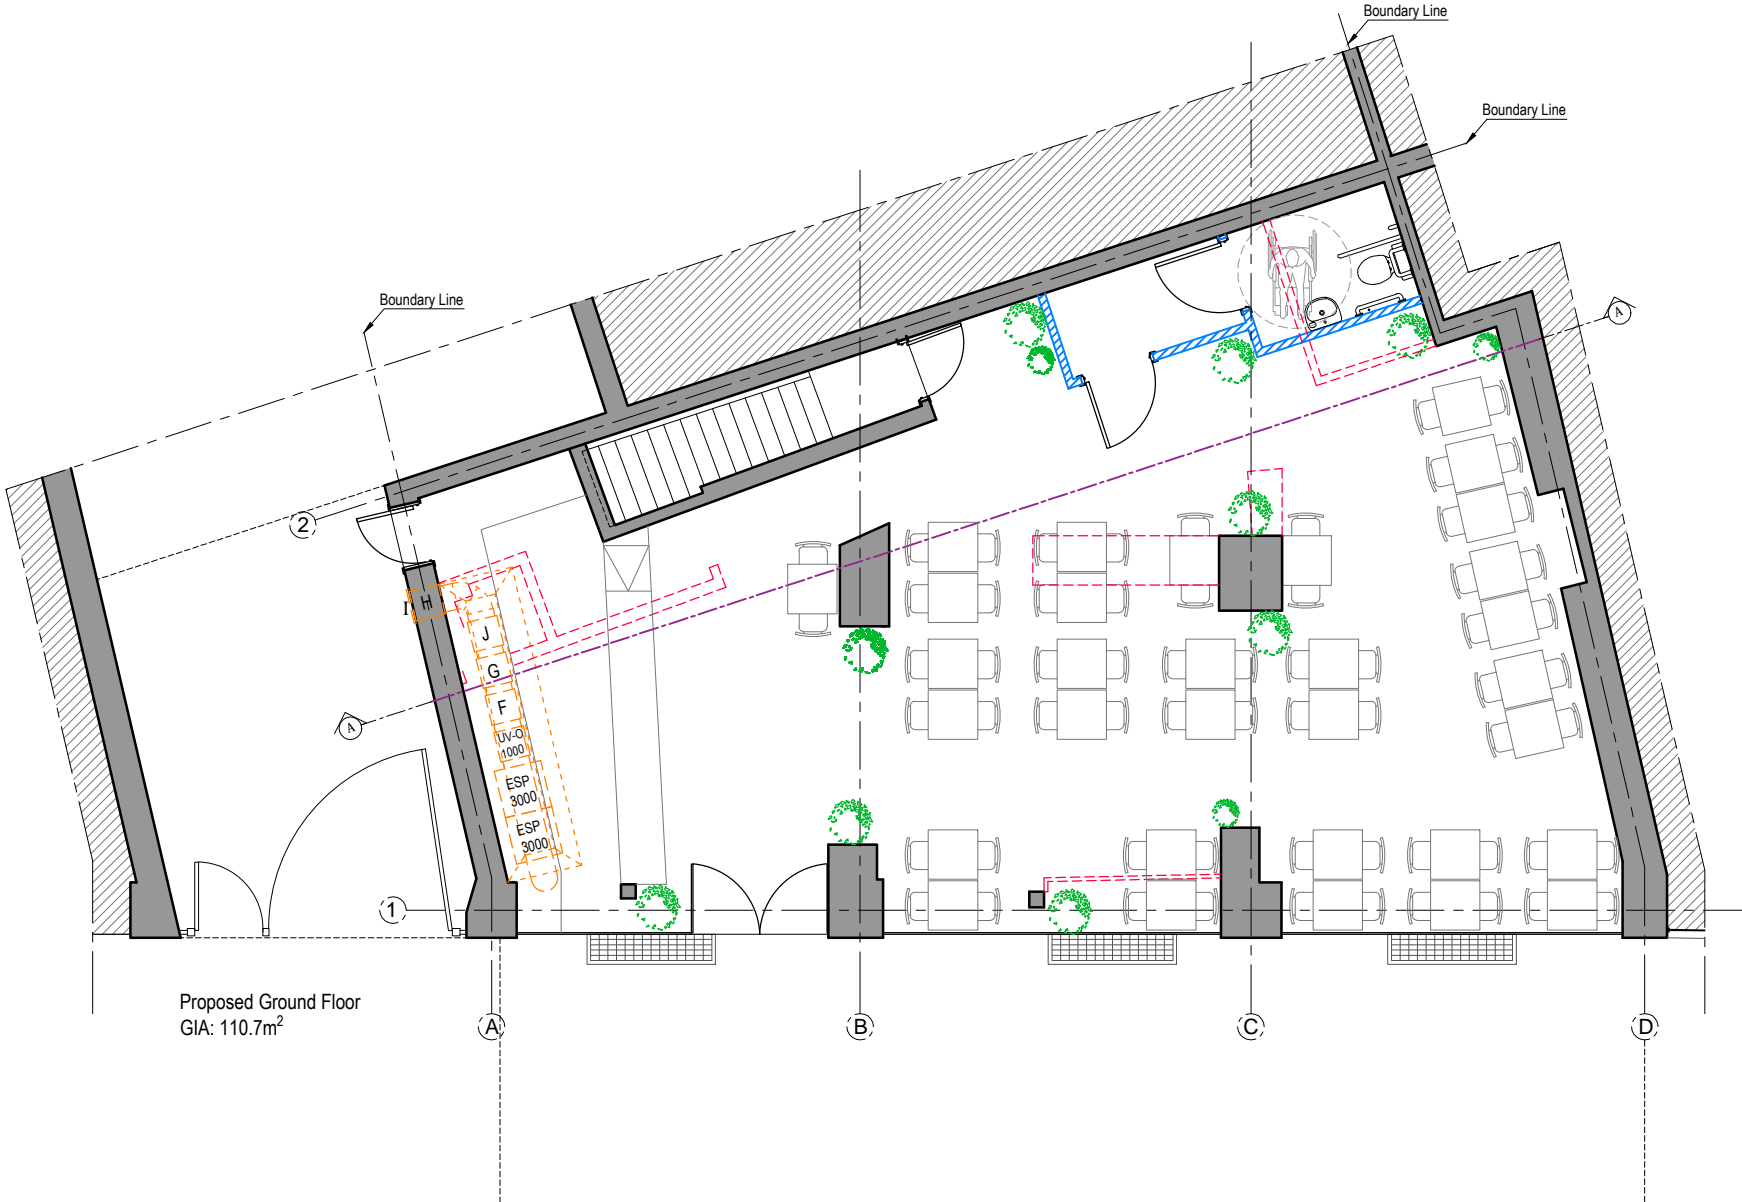 Boundary Line
Boundary Line
Boundary Line
A
2
I
H
J
G
F
A
UV-O
1000
ESP
3000
ESP
3000
1
Proposed Ground Floor
GIA: 110.7m²
A
B
C
D